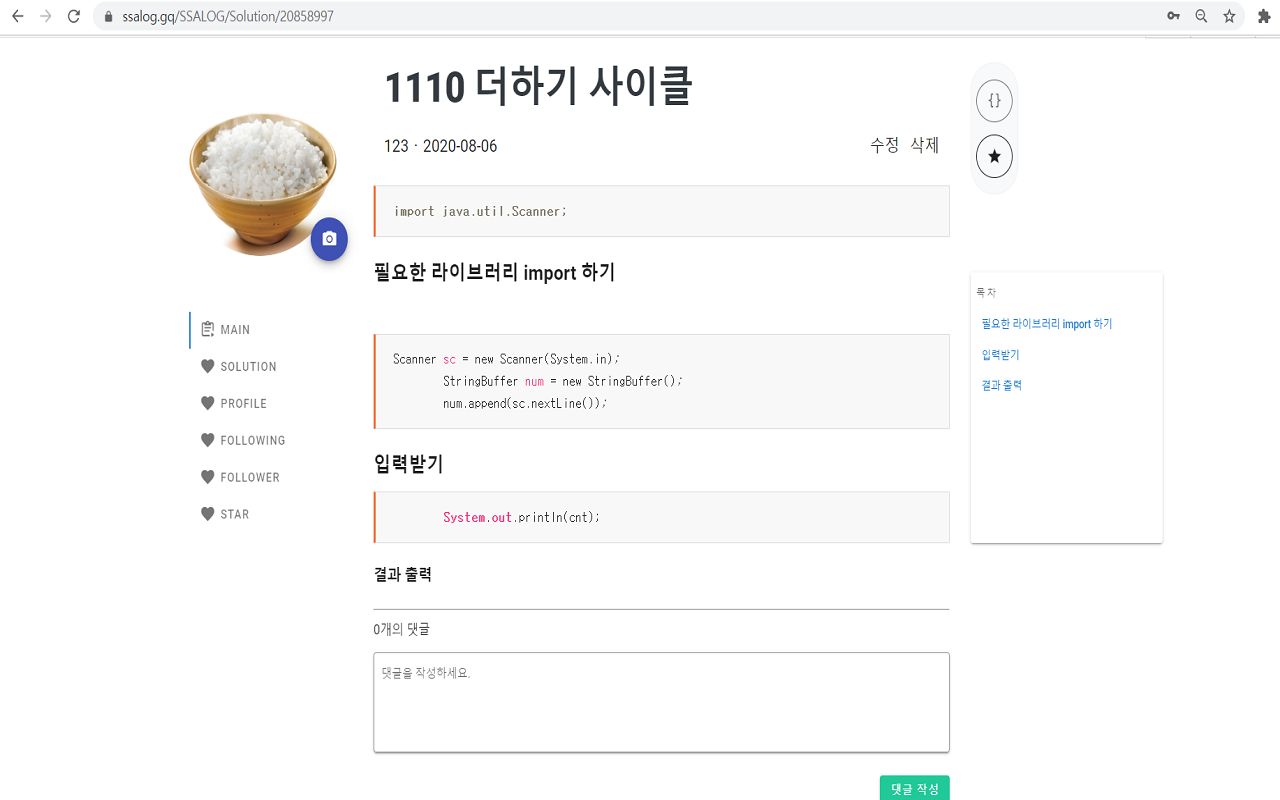 ssalog.gq/SSALOG/Solution/20858997
1110 더하기 사이클
123 · 2020-08-06
수정 삭제
{}
import java.util.Scanner;
필요한 라이브러리 import 하기
Scanner sc = new Scanner(System.in);
StringBuffer num = new StringBuffer();
num.append(sc.nextLine());
입력받기
System.out.println(cnt);
결과 출력
0개의 댓글
댓글을 작성하세요.
댓글 작성
MAIN
SOLUTION
PROFILE
FOLLOWING
FOLLOWER
STAR
목차
필요한 라이브러리 import 하기
입력받기
결과 출력